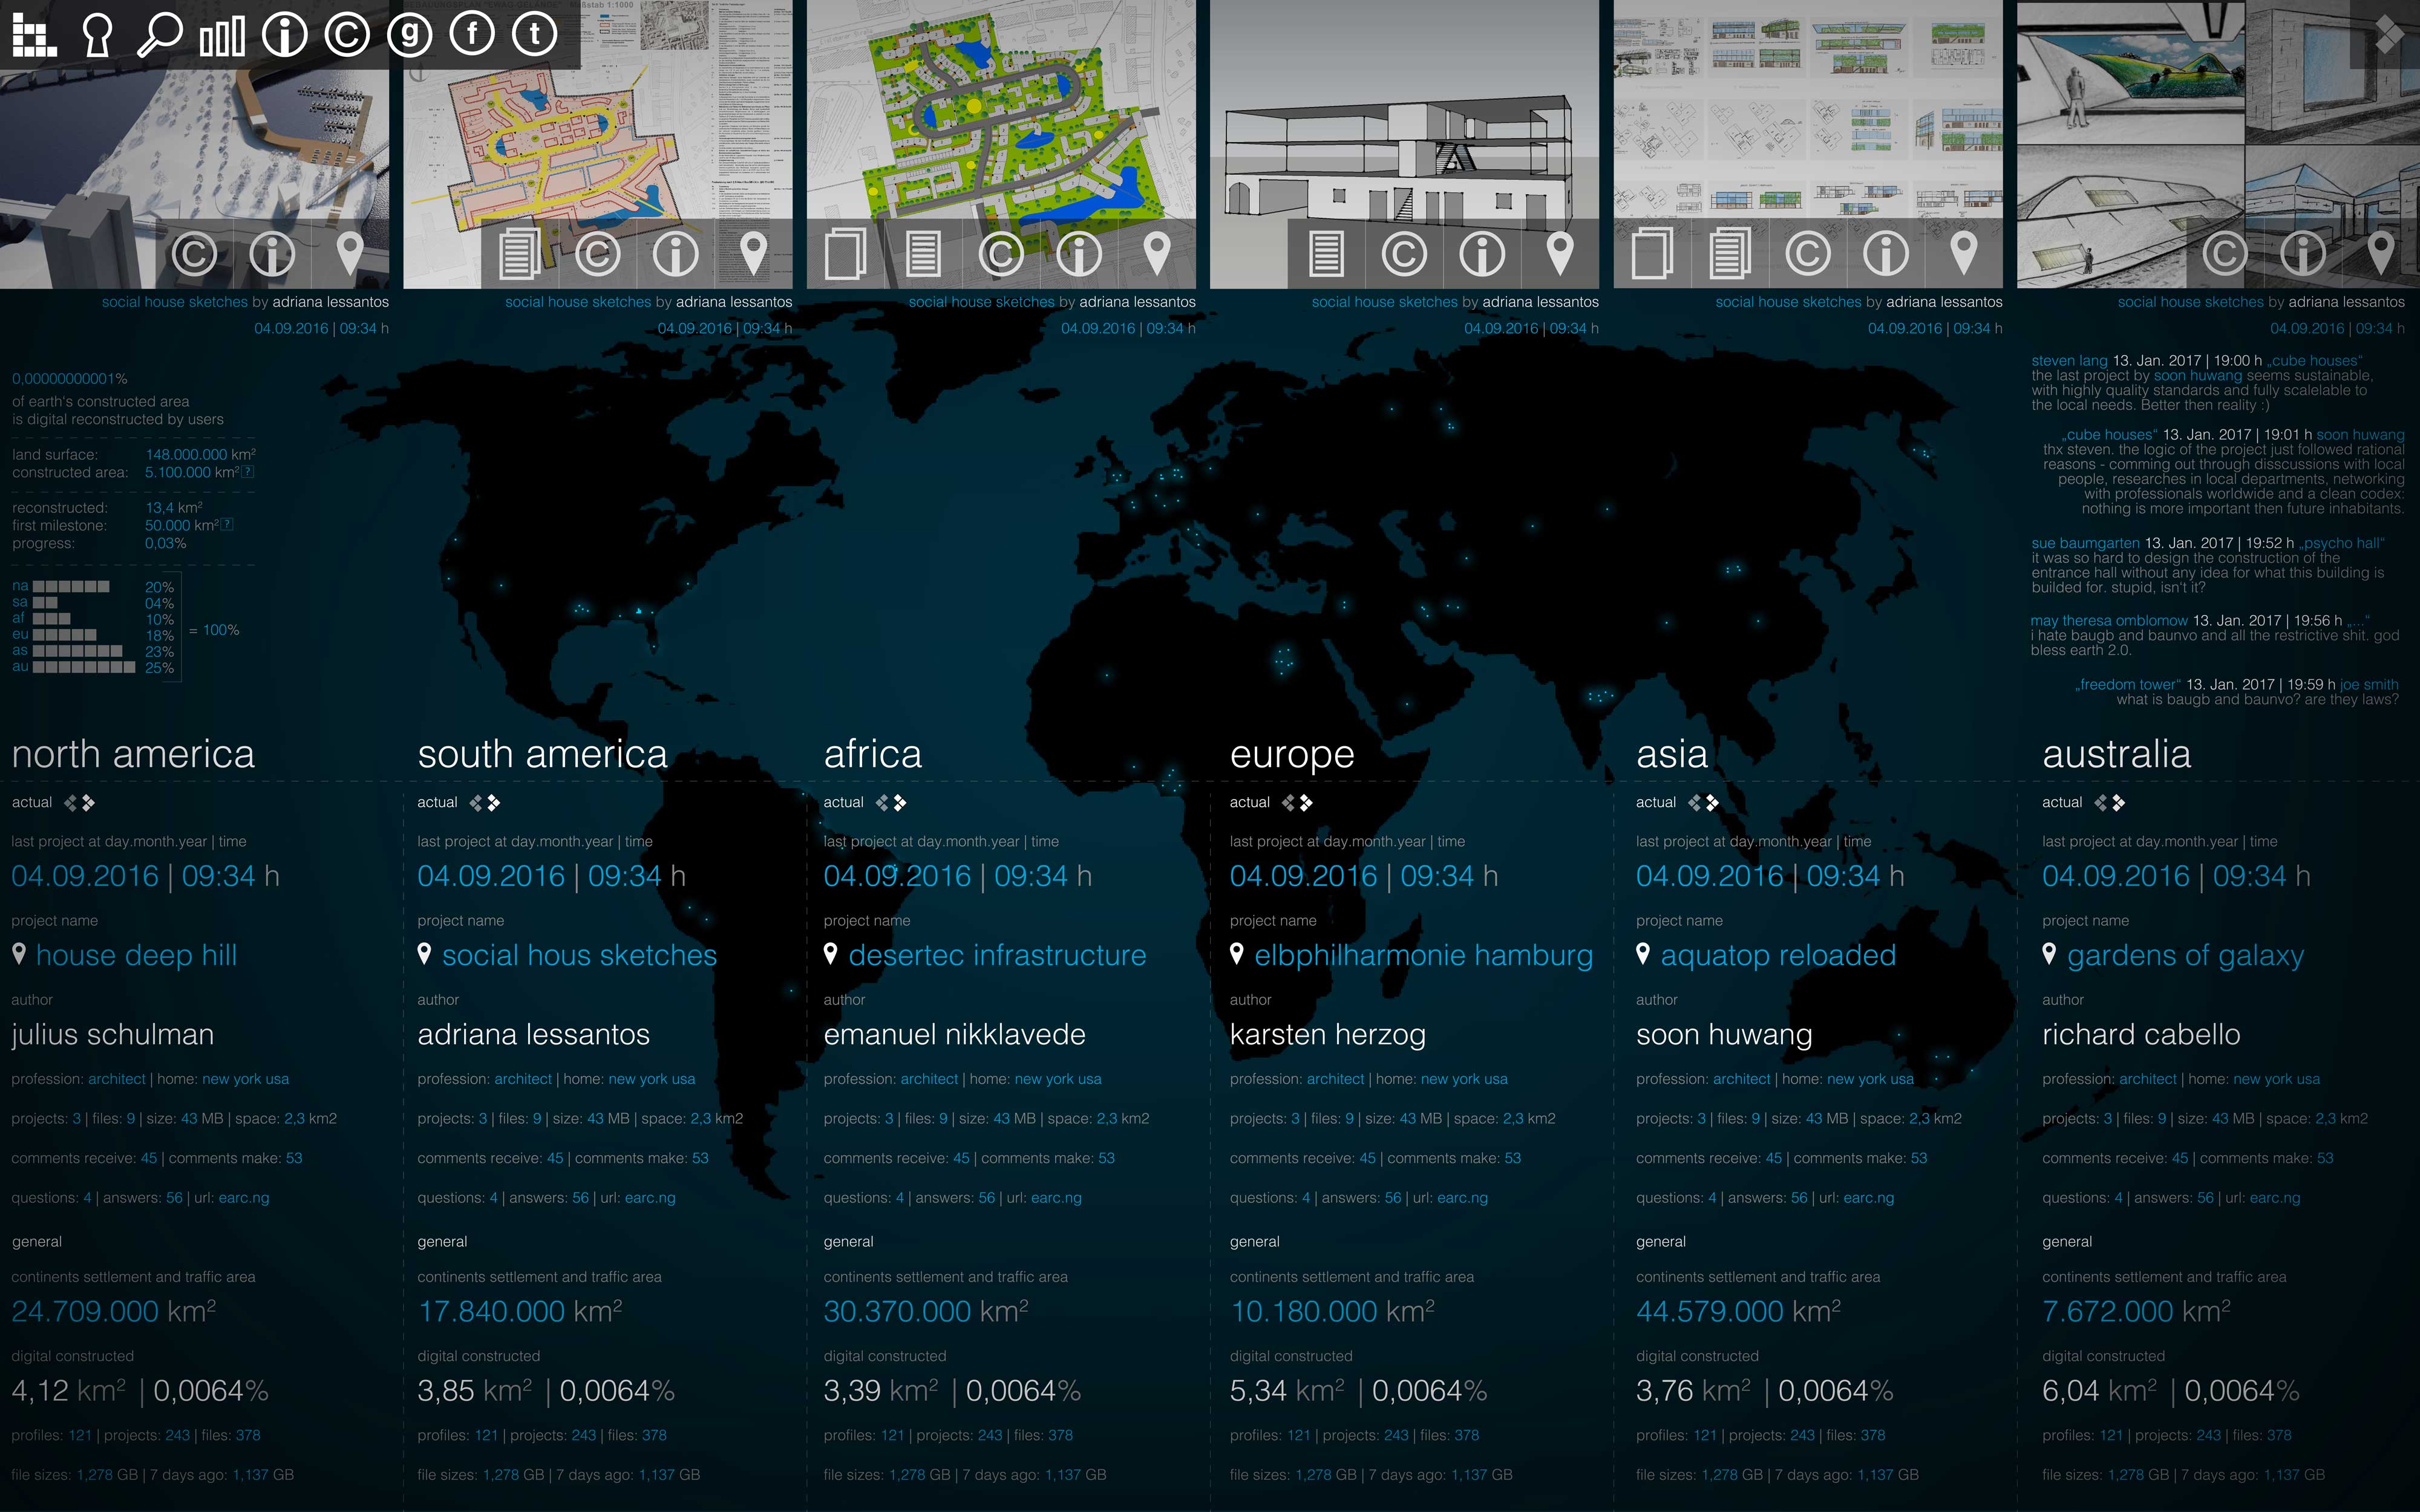 BEBAUUNGSPLAN "EWAG-GELÄNDE" Maßstab 1:1000
social house sketches by adriana lessantos
04.09.2016 | 09:34 h
social house sketches by adriana lessantos
04.09.2016 | 09:34 h
social house sketches by adriana lessantos
04.09.2016 | 09:34 h
social house sketches by adriana lessantos
04.09.2016 | 09:34 h
social house sketches by adriana lessantos
04.09.2016 | 09:34 h
social house sketches by adriana lessantos
04.09.2016 | 09:34 h
0,00000000001%
of earth's constructed area
is digital reconstructed by users
land surface: 148.000.000 km²
constructed area: 5.100.000 km² ?
reconstructed: 13,4 km²
first milestone: 50.000 km² ?
progress: 0,03%
na 20%
sa 04%
af 10%
eu 18%
as 23%
au 25%
= 100%
steven lang 13. Jan. 2017 | 19:00 h „cube houses“
the last project by soon huwang seems sustainable,
with highly quality standards and fully scalelable to
the local needs. Better then reality :)
„cube houses“ 13. Jan. 2017 | 19:01 h soon huwang
thx steven. the logic of the project just followed rational
reasons - comming out through disscussions with local
people, researches in local departments, networking
with professionals worldwide and a clean codex:
nothing is more important then future inhabitants.
sue baumgarten 13. Jan. 2017 | 19:52 h „psycho hall“
it was so hard to design the construction of the
entrance hall without any idea for what this building is
builded for. stupid, isn't it?
may theresa omblomow 13. Jan. 2017 | 19:56 h „...“
i hate baugb and baunvo and all the restrictive shit. god
bless earth 2.0.
„freedom tower“ 13. Jan. 2017 | 19:59 h joe smith
what is baugb and baunvo? are they laws?
north america
actual
last project at day.month.year | time
04.09.2016 | 09:34 h
project name
house deep hill
author
julius schulman
profession: architect | home: new york usa
projects: 3 | files: 9 | size: 43 MB | space: 2,3 km2
comments receive: 45 | comments make: 53
questions: 4 | answers: 56 | url: earc.ng
general
continents settlement and traffic area
24.709.000 km²
digital constructed
4,12 km² | 0,0064%
profiles: 121 | projects: 243 | files: 378
file sizes: 1,278 GB | 7 days ago: 1,137 GB
south america
actual
last project at day.month.year | time
04.09.2016 | 09:34 h
project name
social hous sketches
author
adriana lessantos
profession: architect | home: new york usa
projects: 3 | files: 9 | size: 43 MB | space: 2,3 km2
comments receive: 45 | comments make: 53
questions: 4 | answers: 56 | url: earc.ng
general
continents settlement and traffic area
17.840.000 km²
digital constructed
3,85 km² | 0,0064%
profiles: 121 | projects: 243 | files: 378
file sizes: 1,278 GB | 7 days ago: 1,137 GB
africa
actual
last project at day.month.year | time
04.09.2016 | 09:34 h
project name
desertec infrastructure
author
emanuel nikklavede
profession: architect | home: new york usa
projects: 3 | files: 9 | size: 43 MB | space: 2,3 km2
comments receive: 45 | comments make: 53
questions: 4 | answers: 56 | url: earc.ng
general
continents settlement and traffic area
30.370.000 km²
digital constructed
3,39 km² | 0,0064%
profiles: 121 | projects: 243 | files: 378
file sizes: 1,278 GB | 7 days ago: 1,137 GB
europe
actual
last project at day.month.year | time
04.09.2016 | 09:34 h
project name
elbphilharmonie hamburg
author
karsten herzog
profession: architect | home: new york usa
projects: 3 | files: 9 | size: 43 MB | space: 2,3 km2
comments receive: 45 | comments make: 53
questions: 4 | answers: 56 | url: earc.ng
general
continents settlement and traffic area
10.180.000 km²
digital constructed
5,34 km² | 0,0064%
profiles: 121 | projects: 243 | files: 378
file sizes: 1,278 GB | 7 days ago: 1,137 GB
asia
actual
last project at day.month.year | time
04.09.2016 | 09:34 h
project name
aquatop reloaded
author
soon huwang
profession: architect | home: new york usa
projects: 3 | files: 9 | size: 43 MB | space: 2,3 km2
comments receive: 45 | comments make: 53
questions: 4 | answers: 56 | url: earc.ng
general
continents settlement and traffic area
44.579.000 km²
digital constructed
3,76 km² | 0,0064%
profiles: 121 | projects: 243 | files: 378
file sizes: 1,278 GB | 7 days ago: 1,137 GB
australia
actual
last project at day.month.year | time
04.09.2016 | 09:34 h
project name
gardens of galaxy
author
richard cabello
profession: architect | home: new york usa
projects: 3 | files: 9 | size: 43 MB | space: 2,3 km2
comments receive: 45 | comments make: 53
questions: 4 | answers: 56 | url: earc.ng
general
continents settlement and traffic area
7.672.000 km²
digital constructed
6,04 km² | 0,0064%
profiles: 121 | projects: 243 | files: 378
file sizes: 1,278 GB | 7 days ago: 1,137 GB